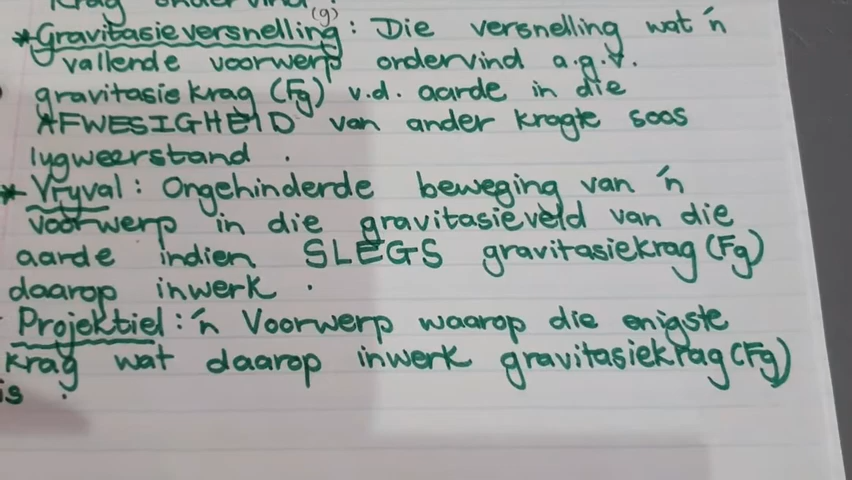 krag ondervind.
*Gravitasieversnelling (g): Die versnelling wat 'n
vallende voorwerp ordervind a.g.v.
gravitasiekrag (Fg) v.d. aarde in die
AFWESIGHEID van ander kragte soos
lugweerstand.
* Vryval: Ongehinderde beweging van 'n
voorwerp in die gravitasieveld van die
aarde indien SLEGS gravitasiekrag (Fg)
daarop inwerk.
Projektiel: 'n Voorwerp waarop die enigste
krag wat daarop inwerk gravitasiekrag (Fg)
is.